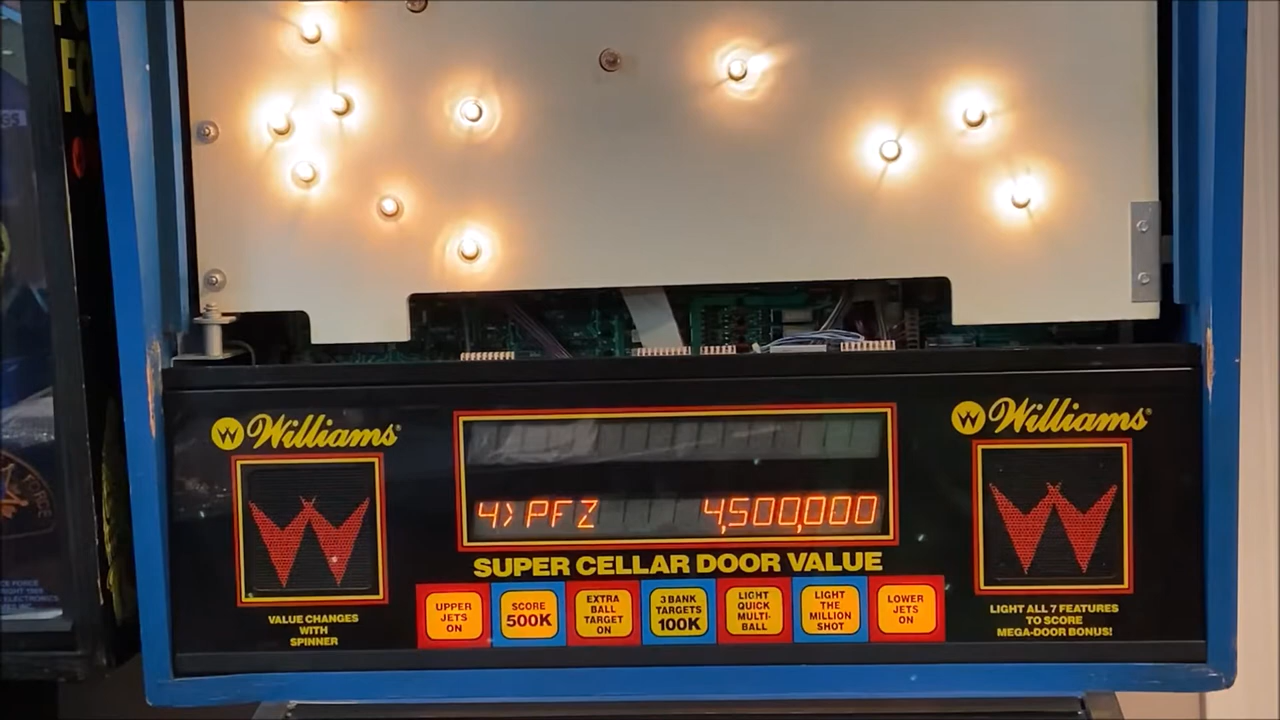 Williams
Williams
4> PFZ 4,500,000
SUPER CELLAR DOOR VALUE
UPPER
JETS
ON
SCORE
500K
EXTRA
BALL
TARGET
ON
3 BANK
TARGETS
100K
LIGHT
QUICK
MULTI-
BALL
LIGHT
THE
MILLION
SHOT
LOWER
JETS
ON
VALUE CHANGES
WITH
SPINNER
LIGHT ALL 7 FEATURES
TO SCORE
MEGA-DOOR BONUS!